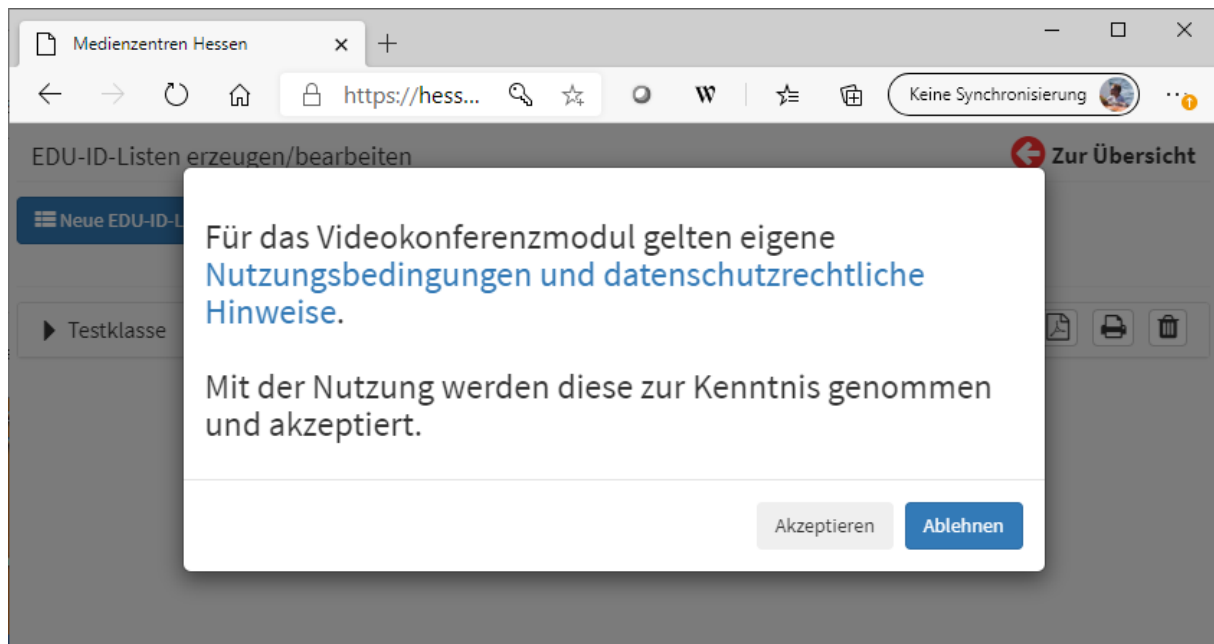 Medienzentren Hessen
https://hess...
W
Keine Synchronisierung
EDU-ID-Listen erzeugen/bearbeiten
Zur Übersicht
Neue EDU-ID-L
Für das Videokonferenzmodul gelten eigene
Nutzungsbedingungen und datenschutzrechtliche
Hinweise.
Testklasse
Mit der Nutzung werden diese zur Kenntnis genommen
und akzeptiert.
Akzeptieren
Ablehnen